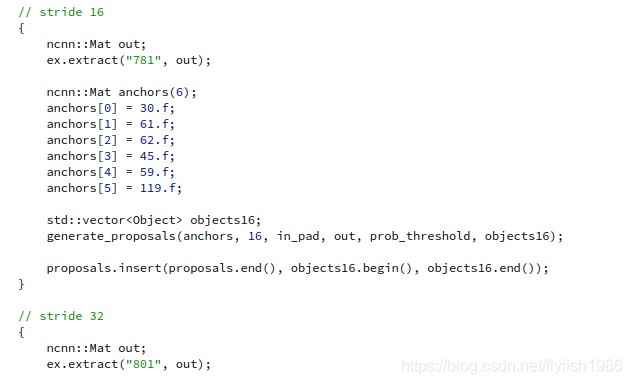 // stride 16
{
    ncnn::Mat out;
    ex.extract("781", out);

    ncnn::Mat anchors(6);
    anchors[0] = 30.f;
    anchors[1] = 61.f;
    anchors[2] = 62.f;
    anchors[3] = 45.f;
    anchors[4] = 59.f;
    anchors[5] = 119.f;

    std::vector<Object> objects16;
    generate_proposals(anchors, 16, in_pad, out, prob_threshold, objects16);

    proposals.insert(proposals.end(), objects16.begin(), objects16.end());
}

// stride 32
{
    ncnn::Mat out;
    ex.extract("801", out);
https://blog.csdn.net/flyfish1986